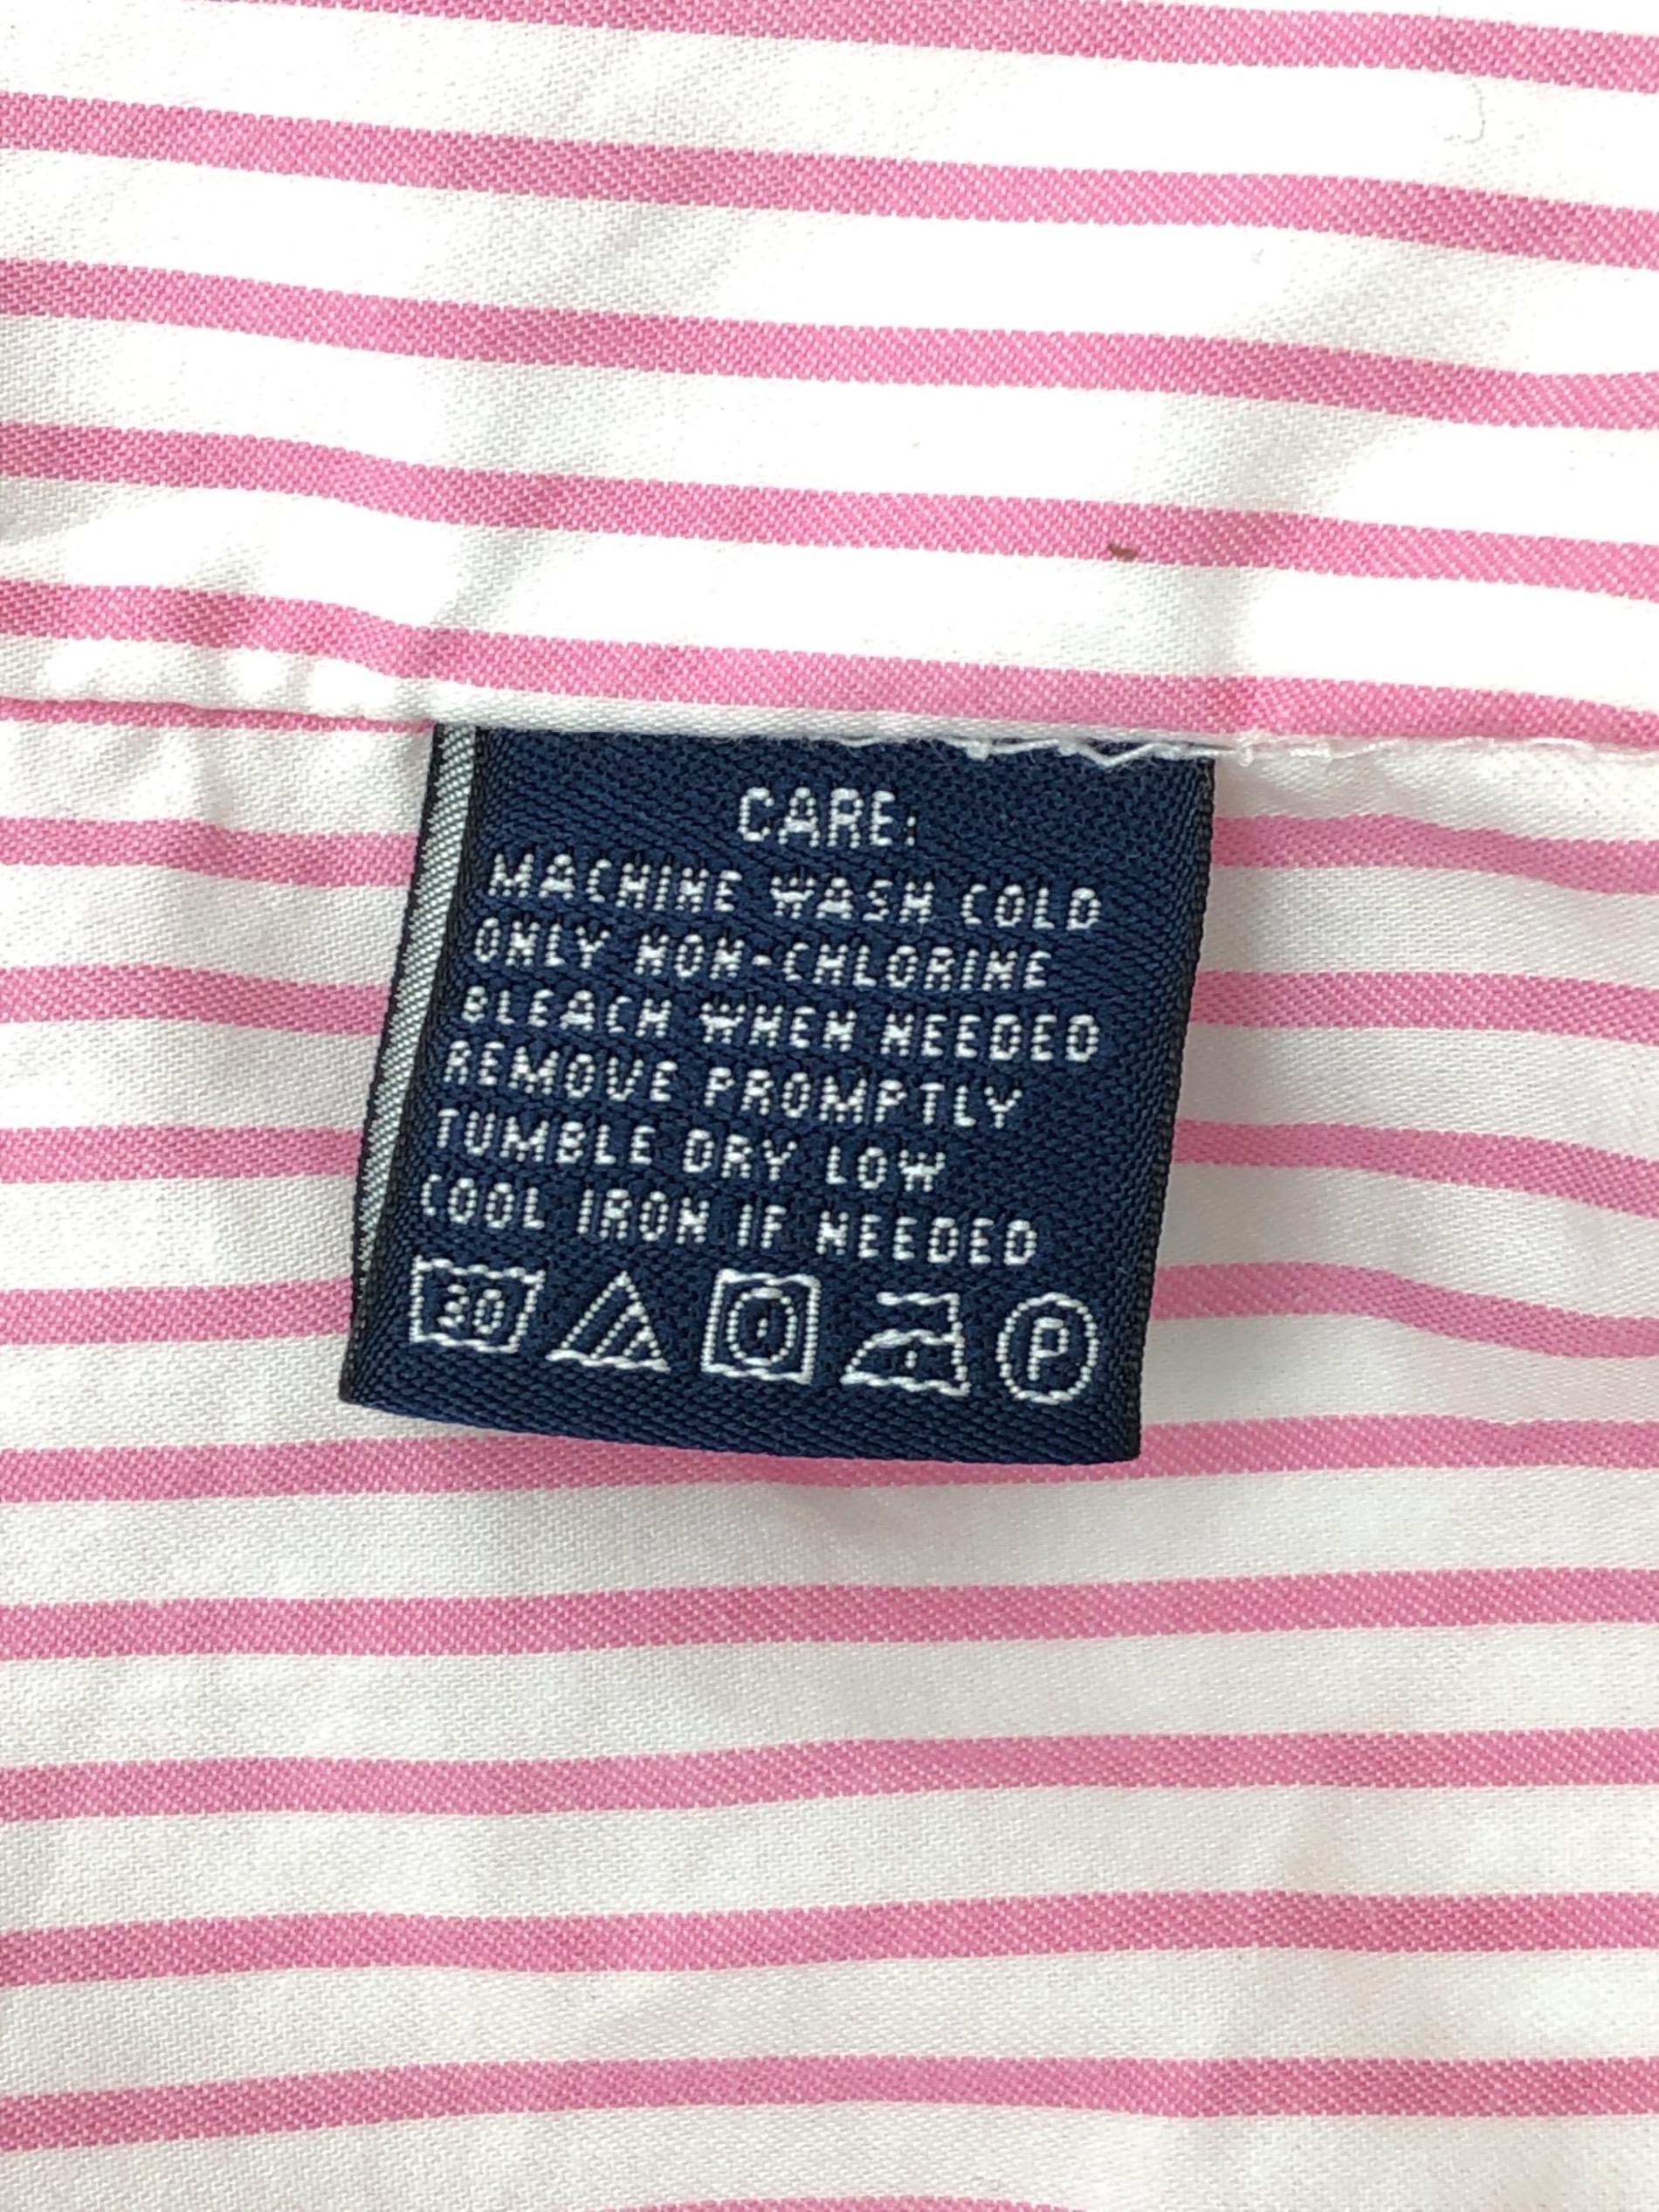 CARE:
MACHINE WASH COLD
ONLY NON-CHLORINE
BLEACH WHEN NEEDED
REMOVE PROMPTLY
TUMBLE DRY LOW
COOL IRON IF NEEDED
30 P